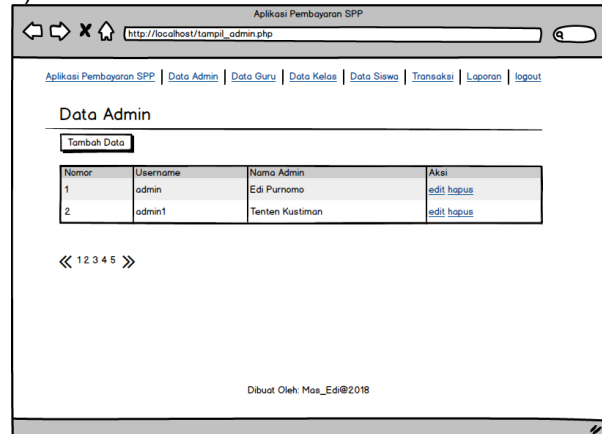 Aplikasi Pembayaran SPP
http://localhost/tampil_admin.php
Aplikasi Pembayaran SPP | Data Admin | Data Guru | Data Kelas | Data Siswa | Transaksi | Laporan | logout
Data Admin
Tambah Data
Nomor Username Nama Admin Aksi
1 admin Edi Purnomo edit hapus
2 admin1 Tenten Kustiman edit hapus
1 2 3 4 5
Dibuat Oleh: Mas_Edi@2018